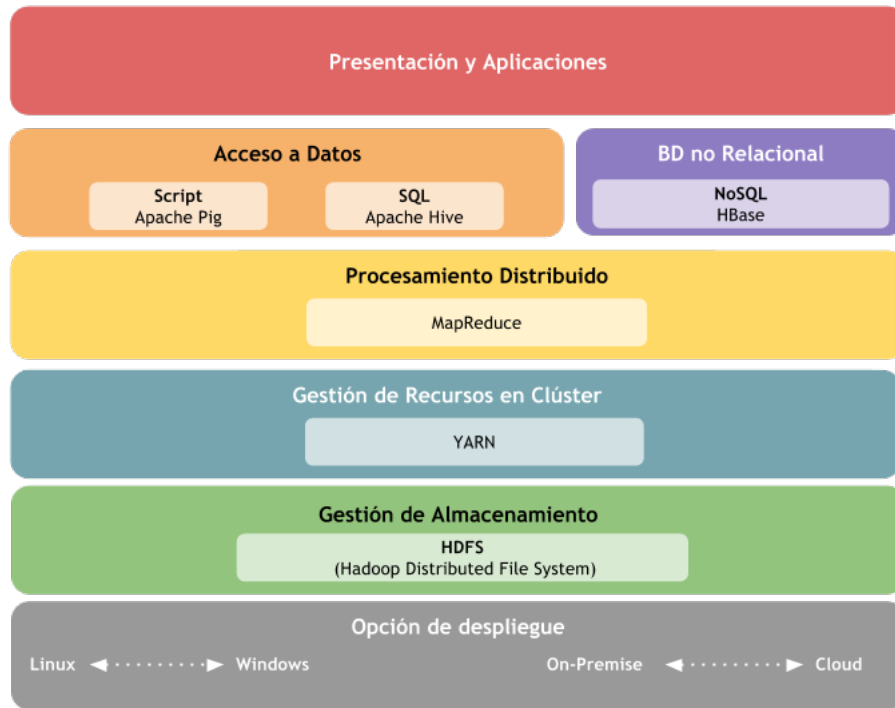 Presentación y Aplicaciones
Acceso a Datos
Script
Apache Pig
SQL
Apache Hive
BD no Relacional
NoSQL
HBase
Procesamiento Distribuido
MapReduce
Gestión de Recursos en Clúster
YARN
Gestión de Almacenamiento
HDFS
(Hadoop Distributed File System)
Opción de despliegue
Linux
Windows
On-Premise
Cloud